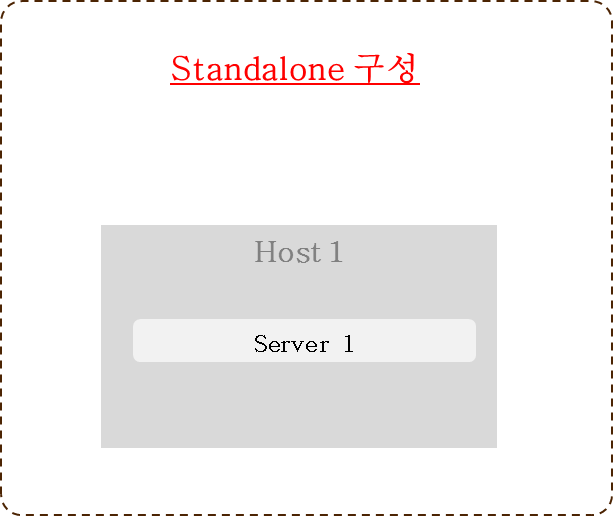 Standalone 구성
Host 1
Server 1